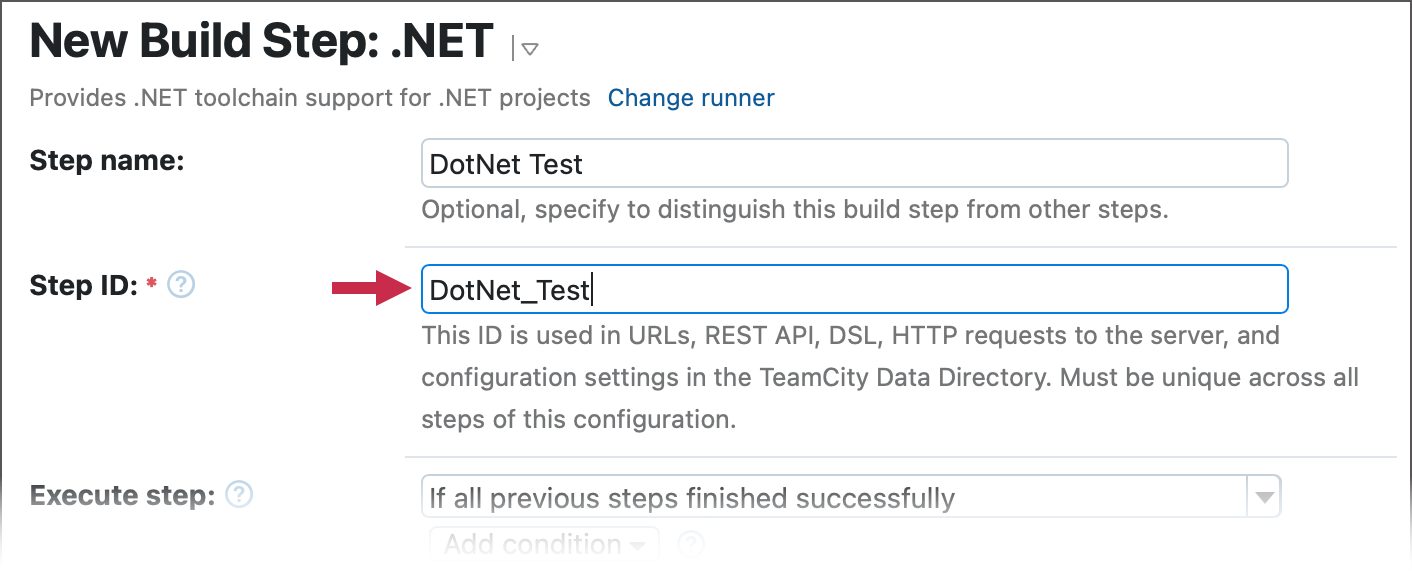 New Build Step: .NET
Provides .NET toolchain support for .NET projects Change runner
Step name:
DotNet Test
Optional, specify to distinguish this build step from other steps.
Step ID: * ?
DotNet_Test
This ID is used in URLs, REST API, DSL, HTTP requests to the server, and
configuration settings in the TeamCity Data Directory. Must be unique across all
steps of this configuration.
Execute step: ?
If all previous steps finished successfully
Add condition ?